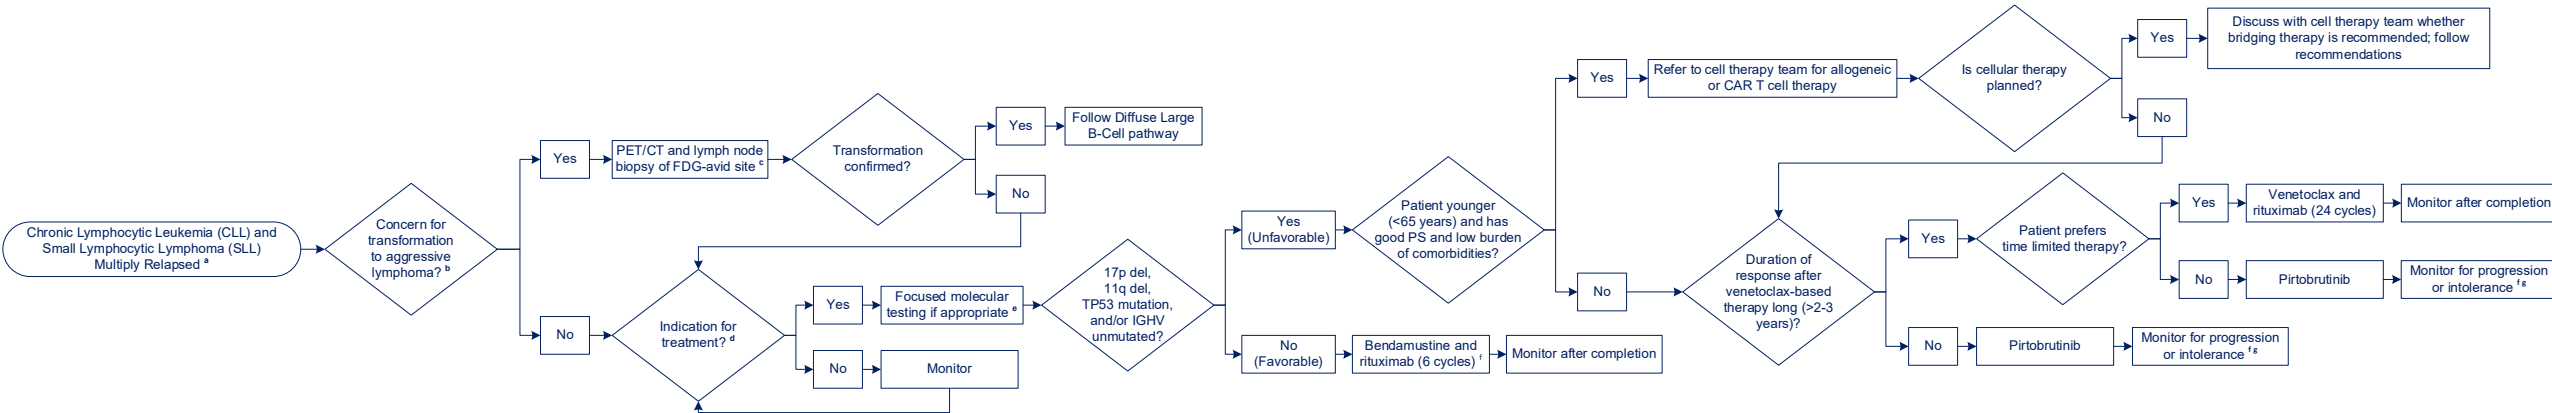 Chronic Lymphocytic Leukemia (CLL) and
Small Lymphocytic Lymphoma (SLL)
Multiply Relapsed a
Concern for
transformation
to aggressive
lymphoma? b
Yes
PET/CT and lymph node
biopsy of FDG-avid site c
Transformation
confirmed?
Yes
Follow Diffuse Large
B-Cell pathway
No
No
Indication for
treatment? d
Yes
Focused molecular
testing if appropriate e
No
Monitor
17p del,
11q del,
TP53 mutation,
and/or IGHV
unmutated?
Yes
(Unfavorable)
Patient younger
(<65 years) and has
good PS and low burden
of comorbidities?
No
(Favorable)
Bendamustine and
rituximab (6 cycles) f
Monitor after completion
Yes
Refer to cell therapy team for allogeneic
or CAR T cell therapy
Is cellular therapy
planned?
Yes
Discuss with cell therapy team whether
bridging therapy is recommended; follow
recommendations
No
No
Duration of
response after
venetoclax-based
therapy long (>2-3
years)?
Yes
Patient prefers
time limited therapy?
Yes
Venetoclax and
rituximab (24 cycles)
Monitor after completion
No
Pirtobrutinib
Monitor for progression
or intolerance f g
No
Pirtobrutinib
Monitor for progression
or intolerance f g